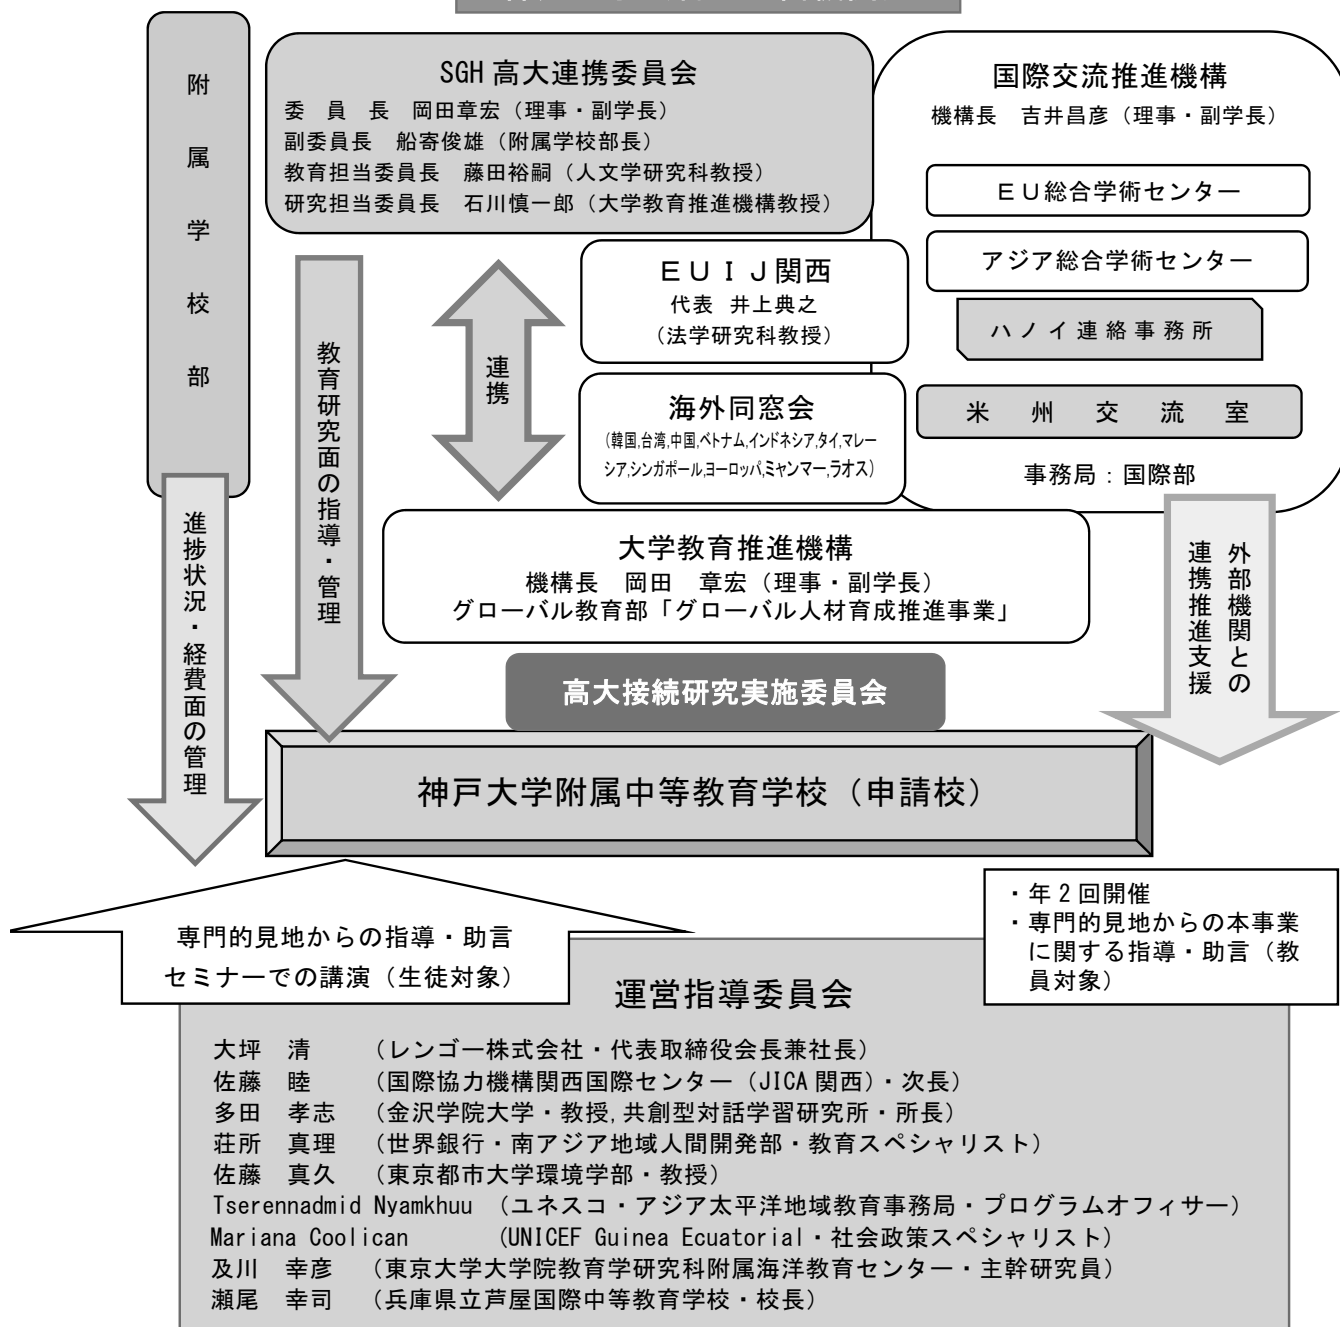 附属学校部
SGH 高大連携委員会
委 員 長 岡田章宏（理事・副学長）
副委員長 船寄俊雄（附属学校部長）
教育担当委員長 藤田裕嗣（人文学研究科教授）
研究担当委員長 石川慎一郎（大学教育推進機構教授）
国際交流推進機構
機構長 吉井昌彦（理事・副学長）
ＥＵ総合学術センター
アジア総合学術センター
ハノイ連絡事務所
米州交流室
事務局：国際部
ＥＵＩＪ関西
代表 井上典之
（法学研究科教授）
海外同窓会
（韓国,台湾,中国,ベトナム,インドネシア,タイ,マレー
シア,シンガポール,ヨーロッパ,ミャンマー,ラオス）
連携
教育研究面の指導・管理
進捗状況・経費面の管理
大学教育推進機構
機構長 岡田 章宏（理事・副学長）
グローバル教育部「グローバル人材育成推進事業」
外部機関との
連携推進支援
高大接続研究実施委員会
神戸大学附属中等教育学校（申請校）
専門的見地からの指導・助言
セミナーでの講演（生徒対象）
・年２回開催
・専門的見地からの本事業
に関する指導・助言（教
員対象）
運営指導委員会
大坪 清 （レンゴー株式会社・代表取締役会長兼社長）
佐藤 睦 （国際協力機構関西国際センター（JICA 関西）・次長）
多田 孝志 （金沢学院大学・教授, 共創型対話学習研究所・所長）
荘所 真理 （世界銀行・南アジア地域人間開発部・教育スペシャリスト）
佐藤 真久 （東京都市大学環境学部・教授）
Tserennadmid Nyamkhuu （ユネスコ・アジア太平洋地域教育事務局・プログラムオフィサー）
Mariana Coolican （UNICEF Guinea Ecuatorial・社会政策スペシャリスト）
及川 幸彦 （東京大学大学院教育学研究科附属海洋教育センター・主幹研究員）
瀬尾 幸司 （兵庫県立芦屋国際中等教育学校・校長）